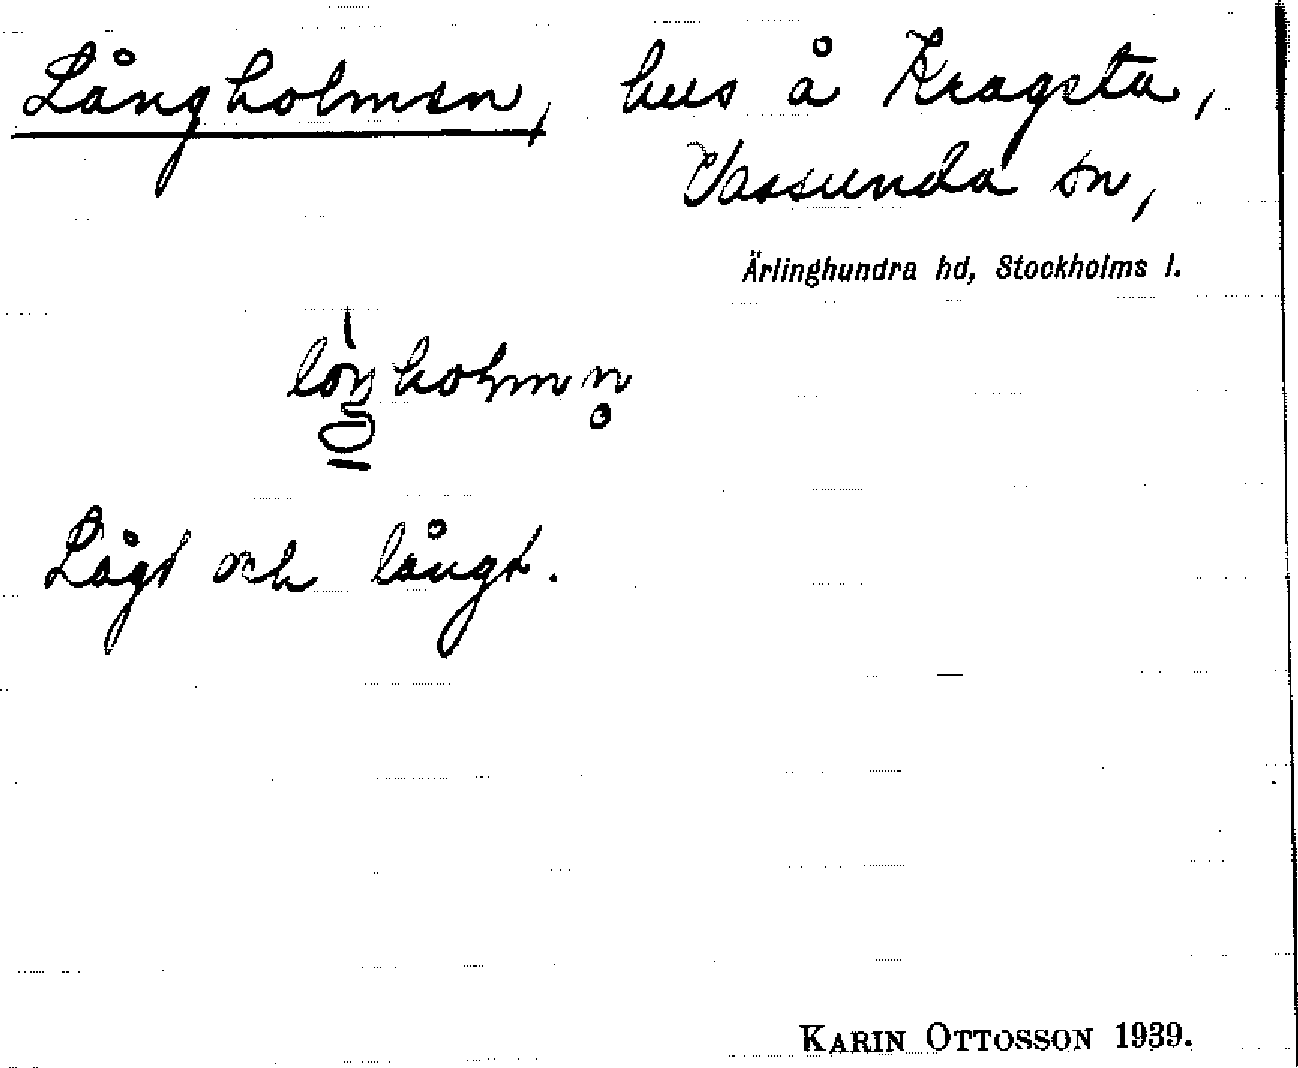 Långholmen, hus å Kragsta,
Vassunda sn,
Ärlinghundra hd, Stockholms l.
Lågt och långt.
KARIN OTTOSSON 1939.